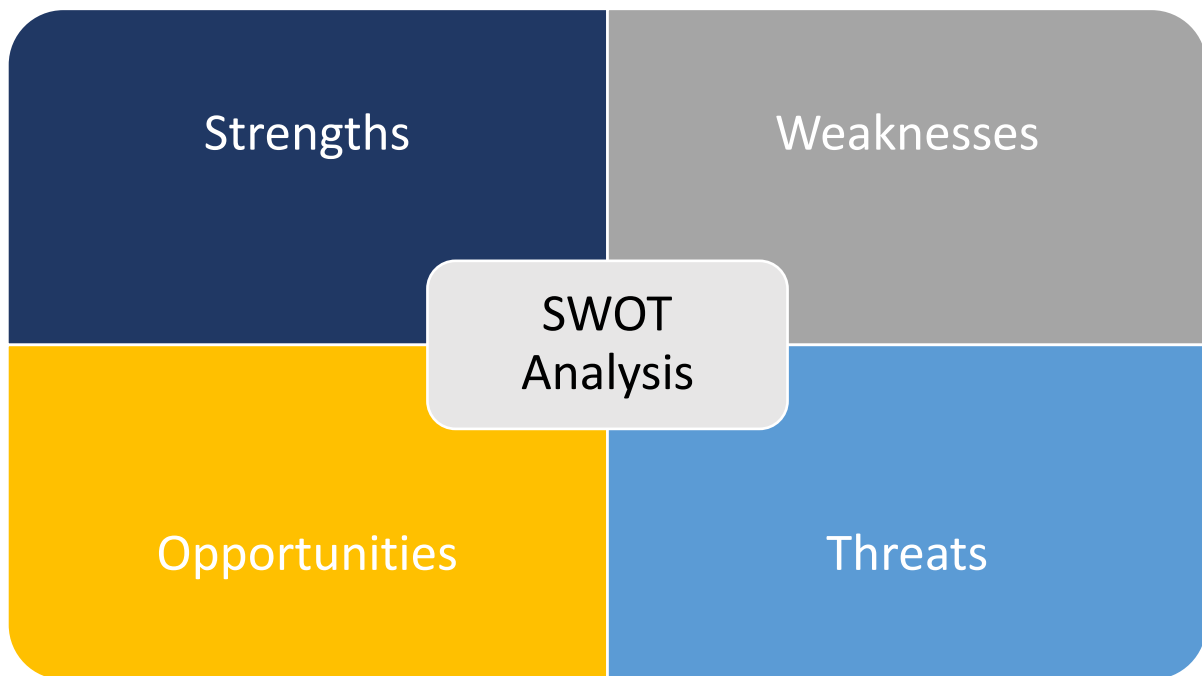 Strengths
Weaknesses
SWOT
Analysis
Opportunities
Threats